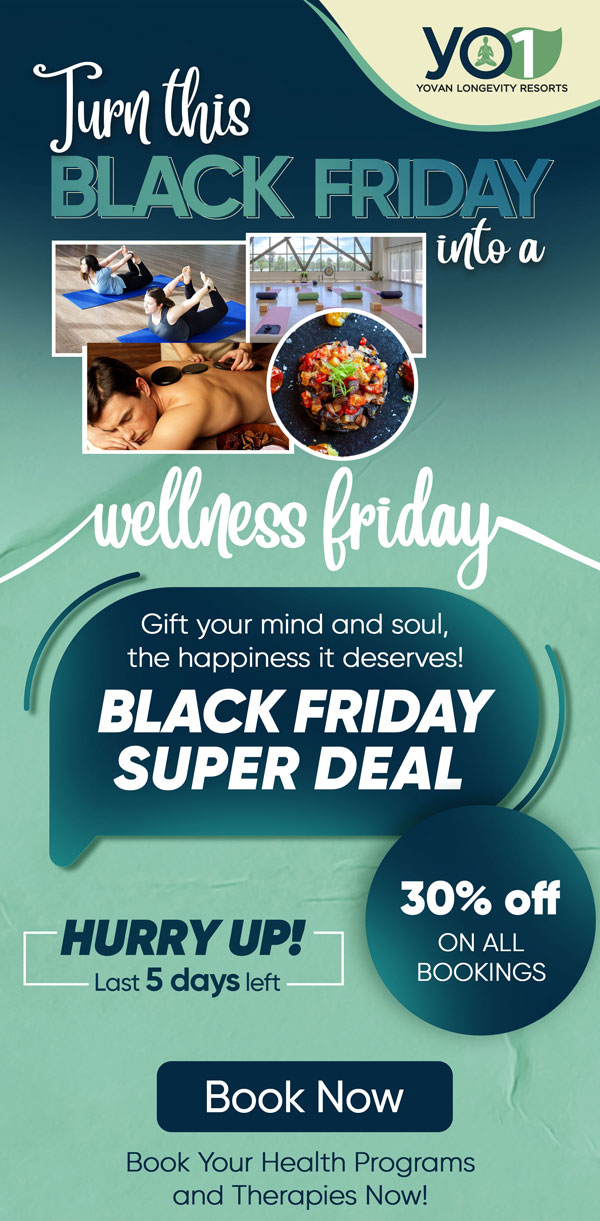 YO1
YOVAN LONGEVITY RESORTS
Turn this
BLACK FRIDAY
into a
wellness friday
Gift your mind and soul,
the happiness it deserves!
BLACK FRIDAY
SUPER DEAL
30% off
ON ALL
BOOKINGS
HURRY UP!
Last 5 days left
Book Now
Book Your Health Programs
and Therapies Now!